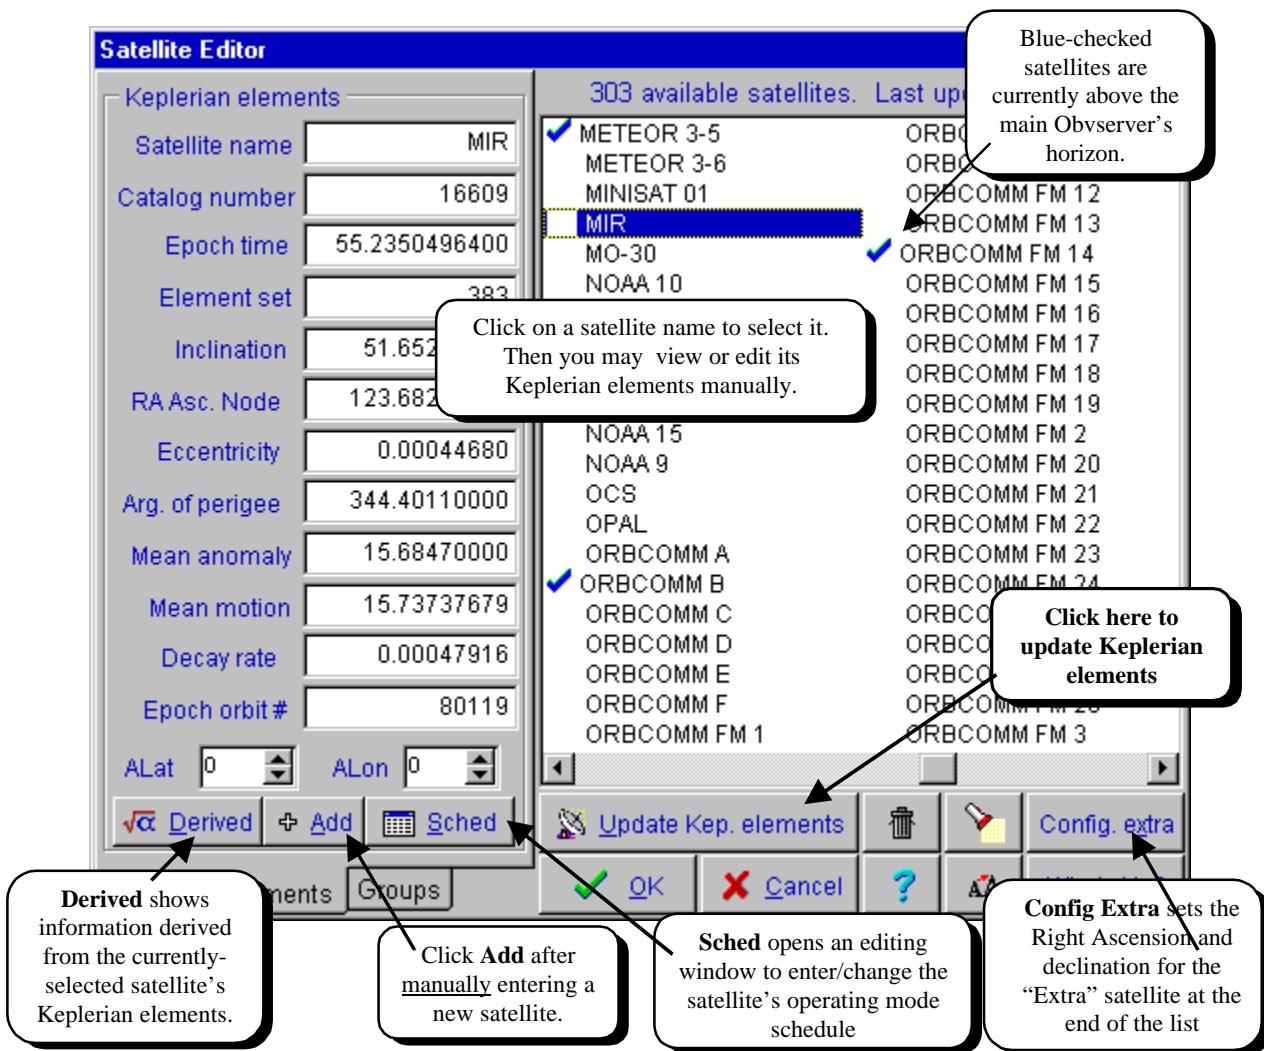 Satellite Editor
Blue-checked
satellites are
currently above the
main Obvserver's
horizon.
Keplerian elements
Satellite name MIR
Catalog number 16609
Epoch time 55.2350496400
Element set 383
Inclination 51.652
RA Asc. Node 123.682
Eccentricity 0.00044680
Arg. of perigee 344.40110000
Mean anomaly 15.68470000
Mean motion 15.73737679
Decay rate 0.00047916
Epoch orbit # 80119
ALat 0 ALon 0
√α Derived Add Sched
Groups
303 available satellites. Last
METEOR 3-5
METEOR 3-6
MINISAT 01
MIR
MO-30
NOAA 10
NOAA 15
NOAA 9
OCS
OPAL
ORBCOMM A
ORBCOMM B
ORBCOMM C
ORBCOMM D
ORBCOMM E
ORBCOMM F
ORBCOMM FM 1
ORBCOMM FM 12
ORBCOMM FM 13
ORBCOMM FM 14
ORBCOMM FM 15
ORBCOMM FM 16
ORBCOMM FM 17
ORBCOMM FM 18
ORBCOMM FM 19
ORBCOMM FM 2
ORBCOMM FM 20
ORBCOMM FM 21
ORBCOMM FM 22
ORBCOMM FM 23
ORBCOMM FM 24
ORBCOMM FM 3
Click on a satellite name to select it.
Then you may view or edit its
Keplerian elements manually.
Click here to
update Keplerian
elements
Update Kep. elements Config. extra
OK Cancel ?
Derived shows
information derived
from the currently-
selected satellite's
Keplerian elements.
Click Add after
manually entering a
new satellite.
Sched opens an editing
window to enter/change the
satellite's operating mode
schedule
Config Extra sets the
Right Ascension and
declination for the
“Extra” satellite at the
end of the list